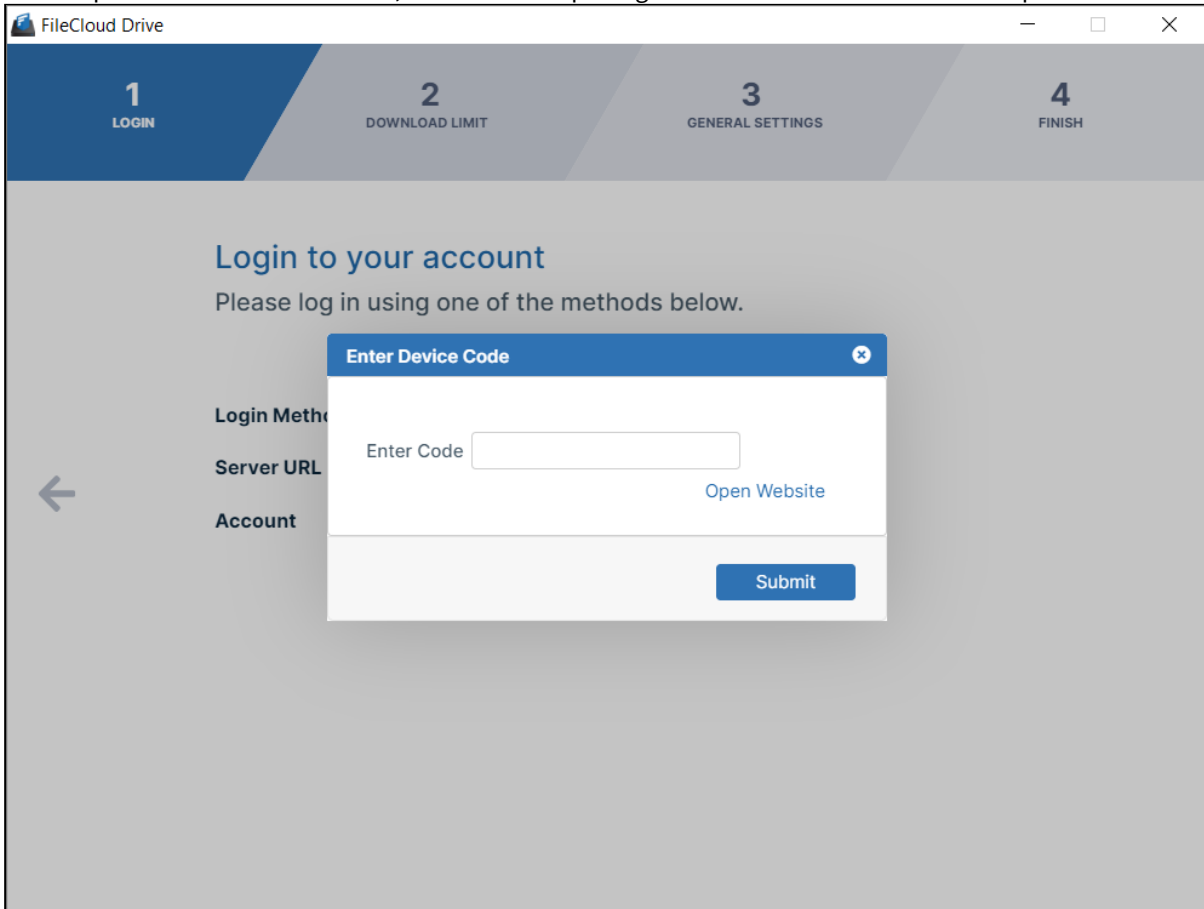 FileCloud Drive
1 2 3 4
LOGIN DOWNLOAD LIMIT GENERAL SETTINGS FINISH
Login to your account
Please log in using one of the methods below.
Enter Device Code
Login
Enter Code
Server URL
Open Website
Account
Submit